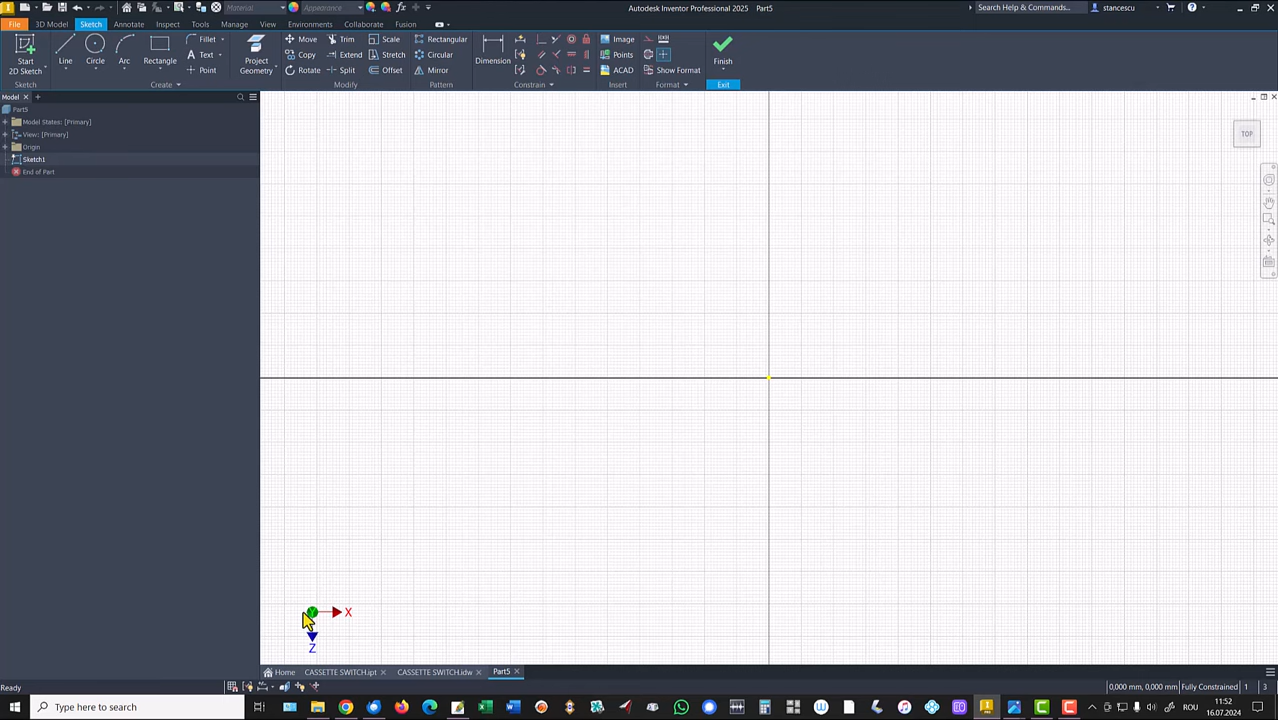 Material
Appearance
Autodesk Inventor Professional 2025 Part5
Search Help & Commands...
stancescu
File 3D Model Sketch Annotate Inspect Tools Manage View Environments Collaborate Fusion
Start
2D Sketch
Line
Circle
Arc
Rectangle
Fillet
Text
Point
Project
Geometry
Move
Copy
Rotate
Trim
Extend
Split
Scale
Stretch
Offset
Rectangular
Circular
Mirror
Dimension
Image
Points
ACAD
Show Format
Finish
Sketch Create Modify Pattern Constrain Insert Format Exit
Model
Part5
Model States: [Primary]
View: [Primary]
Origin
Sketch1
End of Part
TOP
Y
X
Z
Home CASSETTE SWITCH.ipt CASSETTE SWITCH.idw Part5
Ready
0,000 mm, 0,000 mm Fully Constrained 1 3
Type here to search
ROU
11:52
16.07.2024